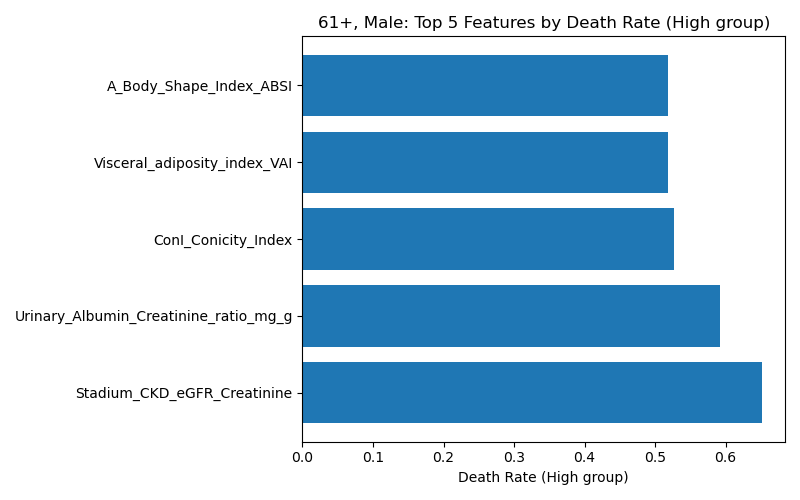 61+, Male: Top 5 Features by Death Rate (High group)
A_Body_Shape_Index_ABSI
Visceral_adiposity_index_VAI
ConI_Conicity_Index
Urinary_Albumin_Creatinine_ratio_mg_g
Stadium_CKD_eGFR_Creatinine
0.0 0.1 0.2 0.3 0.4 0.5 0.6
Death Rate (High group)